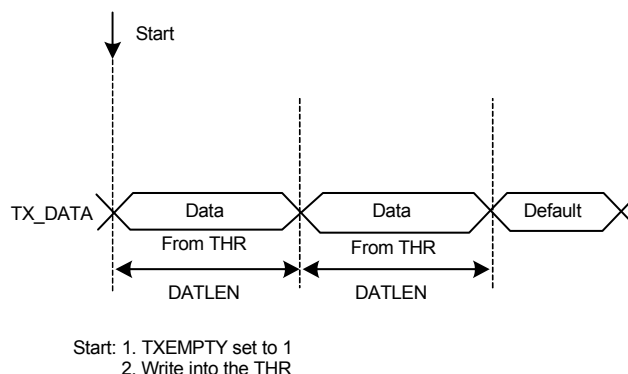 Start
TX_DATA
Data
Data
Default
From THR
From THR
DATLEN
DATLEN
Start: 1. TXEMPTY set to 1
2. Write into the THR